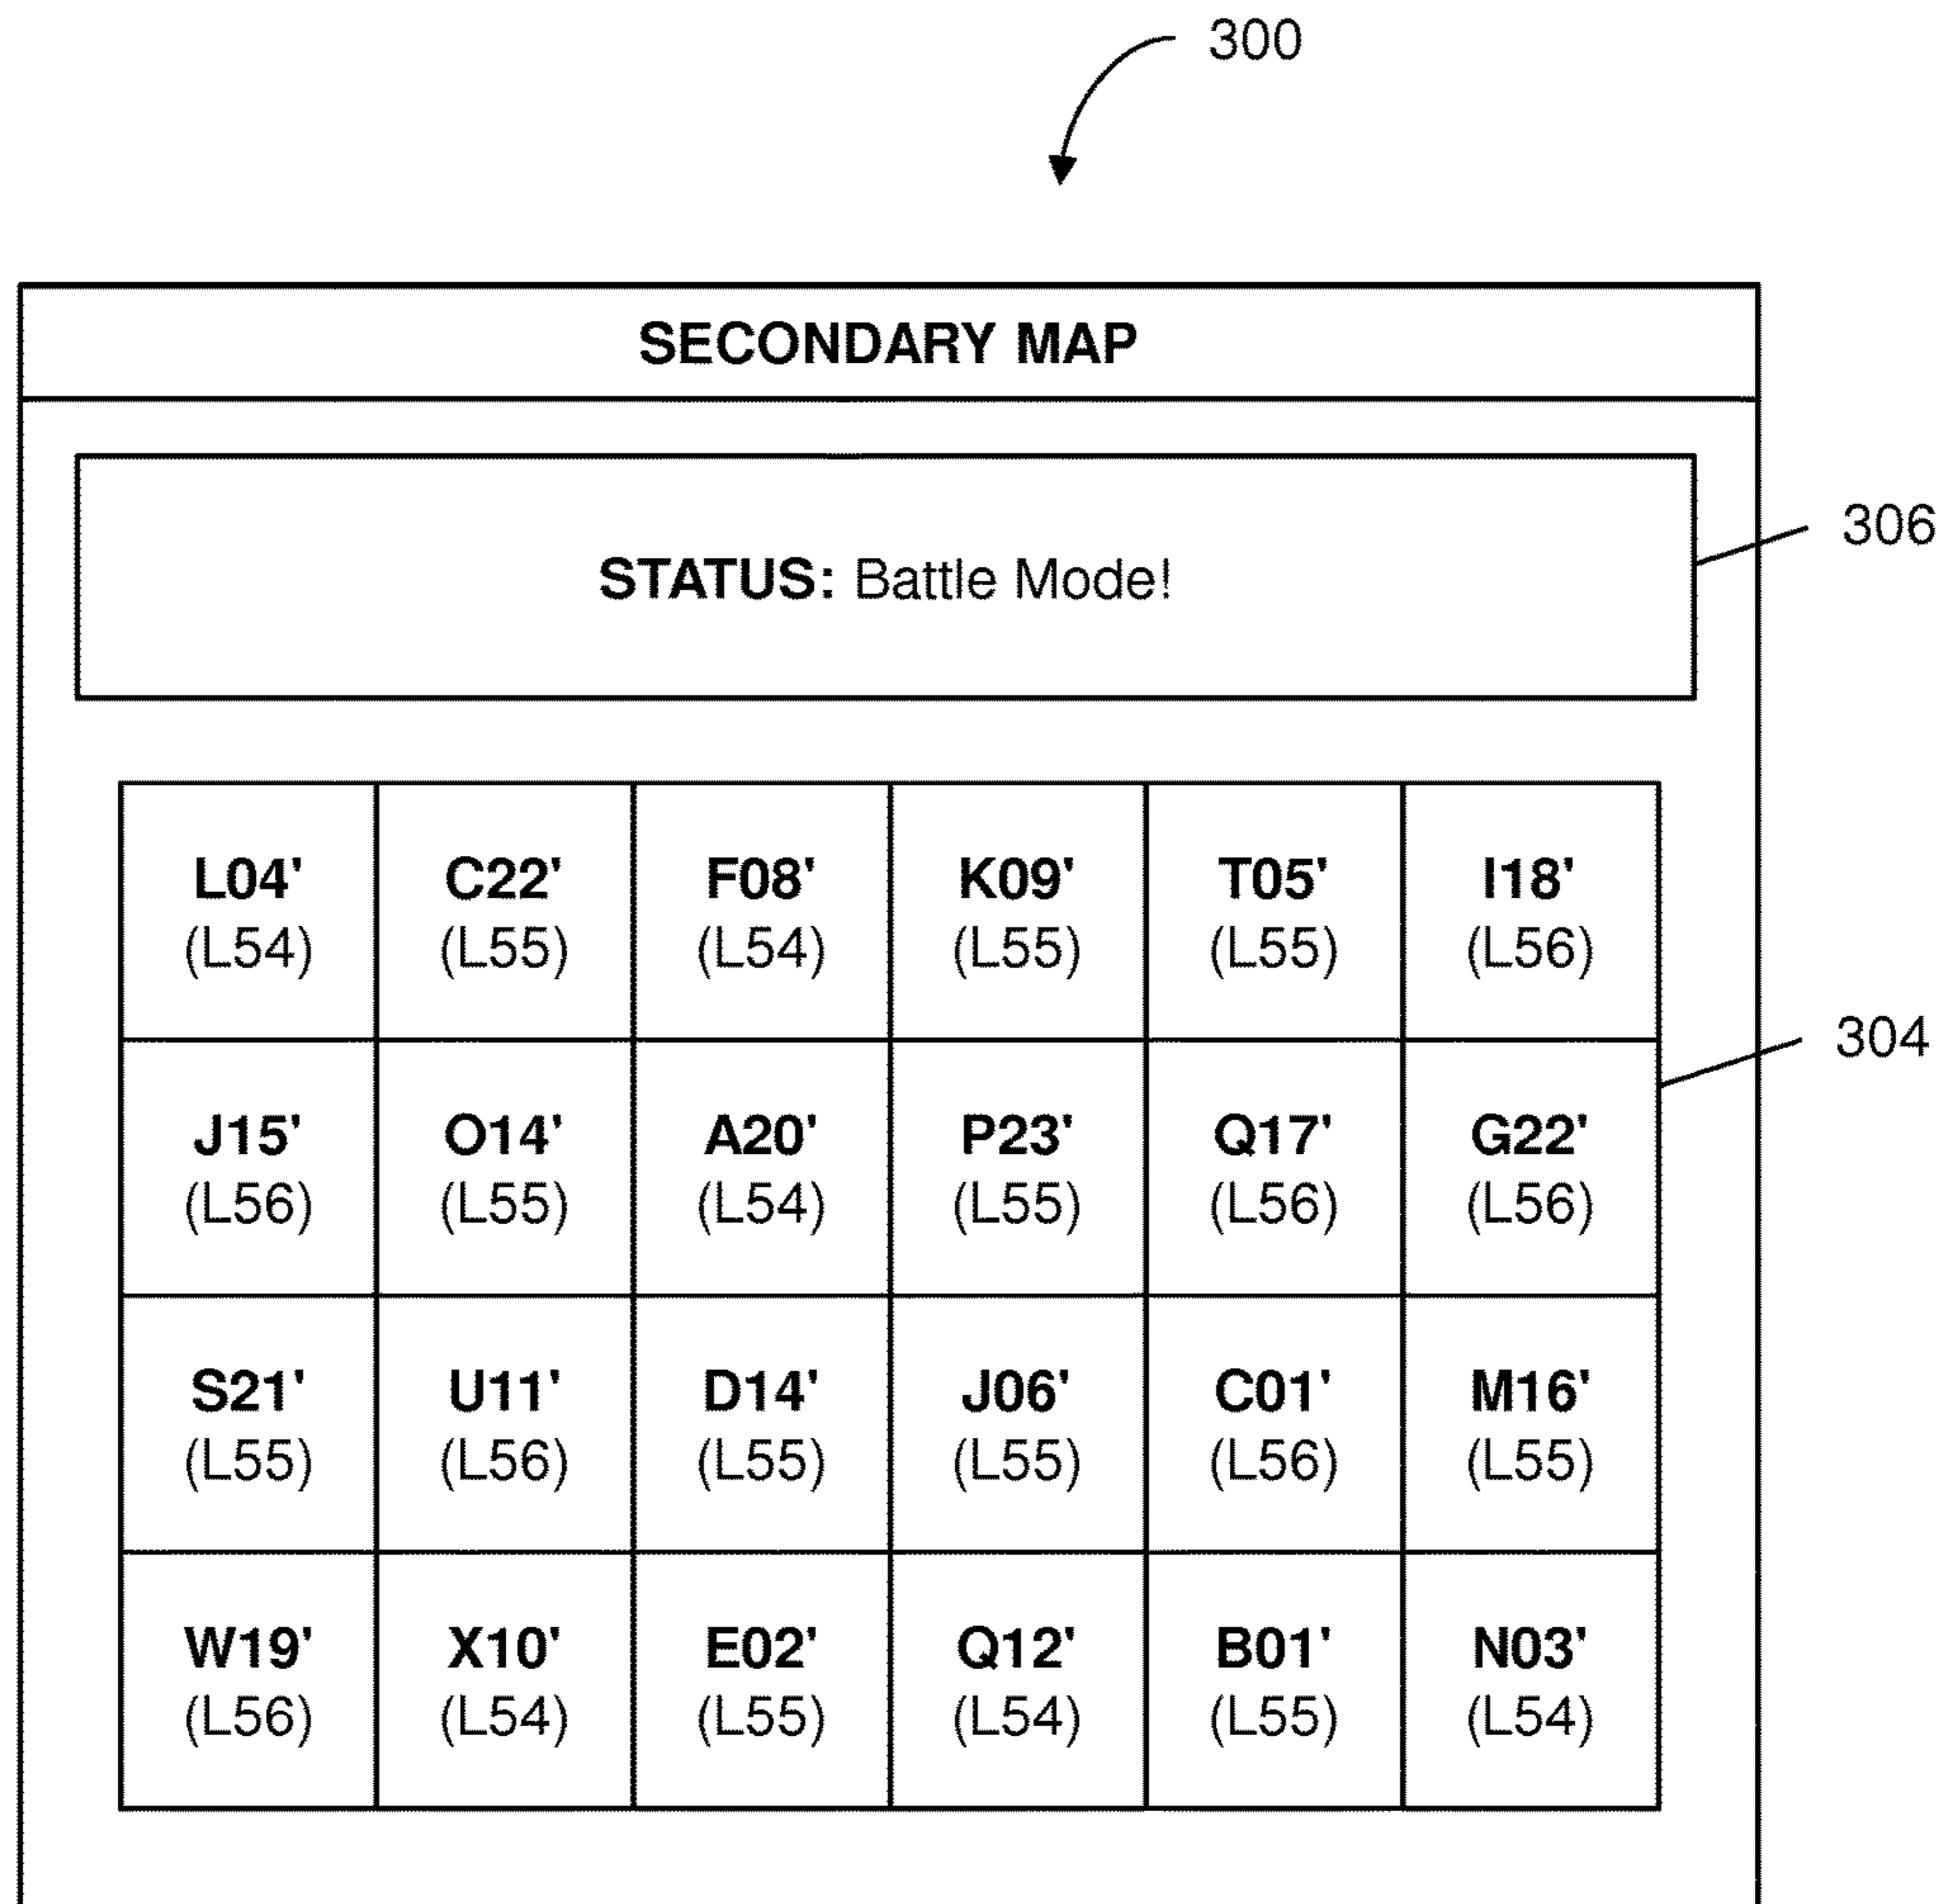 300
SECONDARY MAP
STATUS: Battle Mode!
306
L04' C22' F08' K09' T05' I18'
(L54) (L55) (L54) (L55) (L55) (L56)
304
J15' O14' A20' P23' Q17' G22'
(L56) (L55) (L54) (L55) (L56) (L56)
S21' U11' D14' J06' C01' M16'
(L55) (L56) (L55) (L55) (L56) (L55)
W19' X10' E02' Q12' B01' N03'
(L56) (L54) (L55) (L54) (L55) (L54)